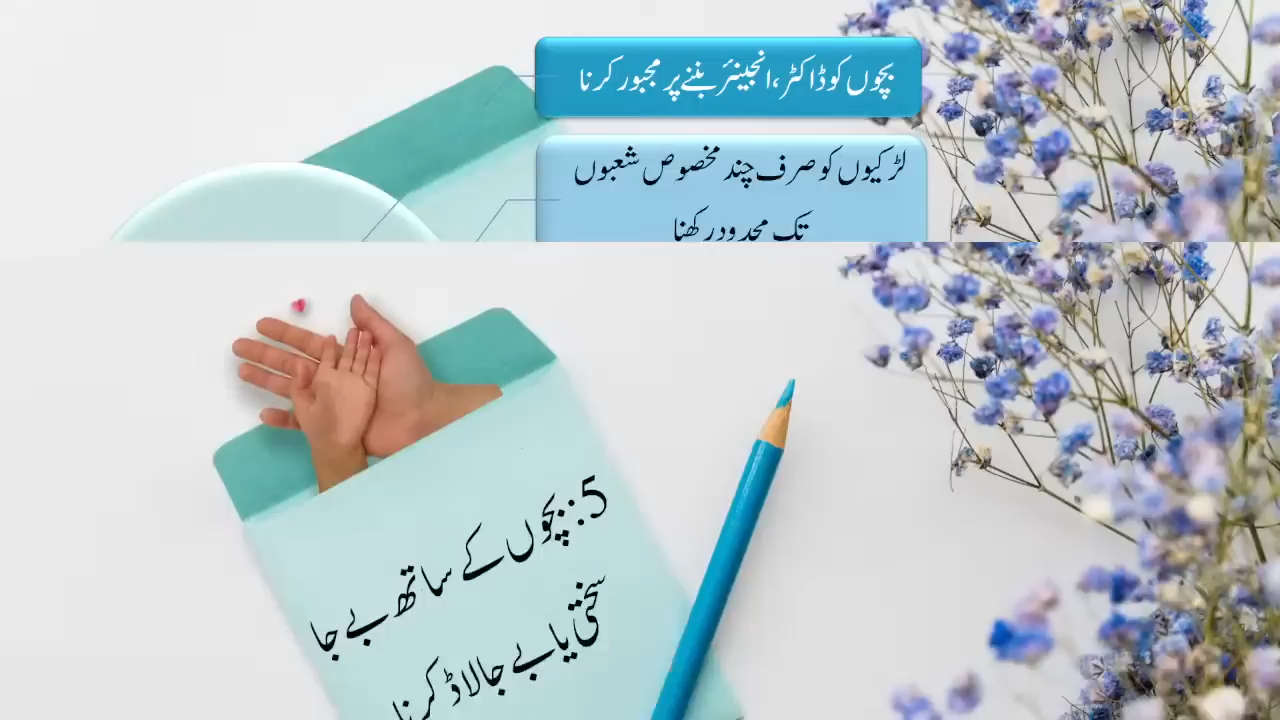 بچوں کو ڈاکٹر، انجینئر بننے پر مجبور کرنا
لڑکیوں کو صرف چند مخصوص شعبوں
تک محدود رکھنا
5: بچوں کے ساتھ بے جا
سختی یا بے جا لاڈ کرنا